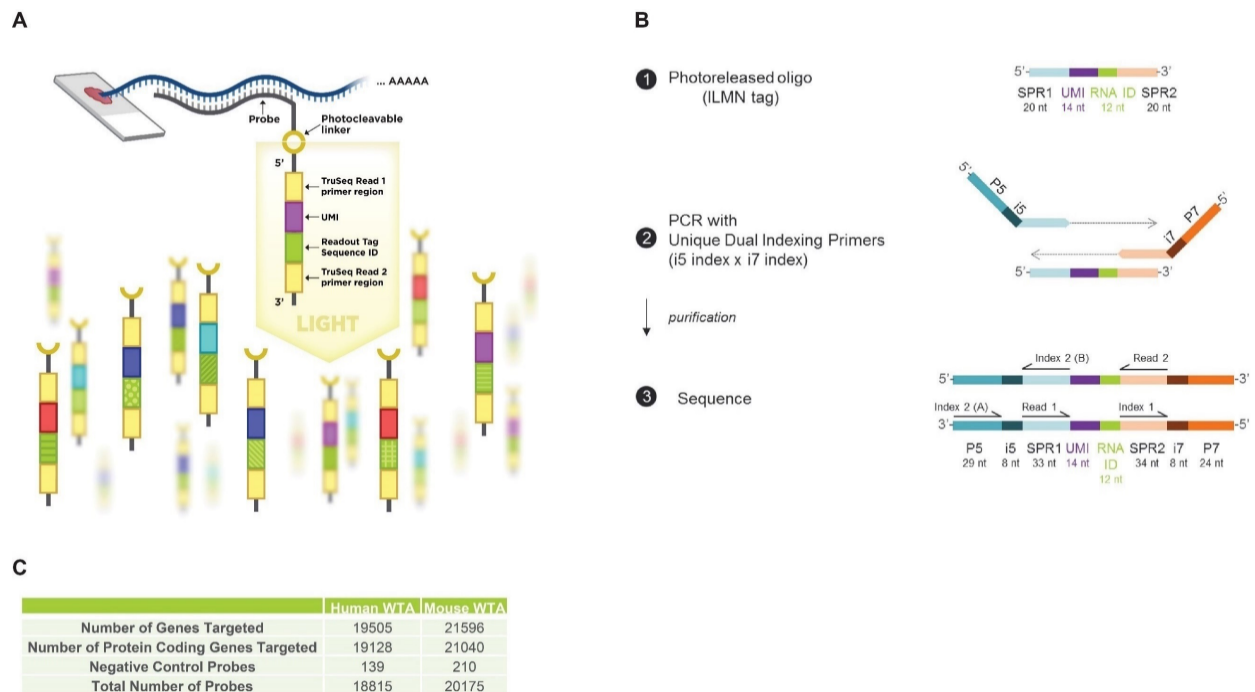 A
... AAAAA
Probe
Photocleavable
linker
5'
TruSeq Read 1
primer region
UMI
Readout Tag
Sequence ID
TruSeq Read 2
primer region
3'
LIGHT
B
1 Photoreleased oligo
(ILMN tag)
5'- -3'
SPR1 UMI RNA ID SPR2
20 nt 14 nt 12 nt 20 nt
2 PCR with
Unique Dual Indexing Primers
(i5 index x i7 index)
5'- P5 i5
i7 P7 -5'
5'- -3'
purification
3 Sequence
Index 2 (B) Read 2
5'- -3'
Index 2 (A) Read 1 Index 1
3'- -5'
P5 i5 SPR1 UMI RNA ID SPR2 i7 P7
29 nt 8 nt 33 nt 14 nt 12 nt 34 nt 8 nt 24 nt
C
Human WTA Mouse WTA
Number of Genes Targeted 19505 21596
Number of Protein Coding Genes Targeted 19128 21040
Negative Control Probes 139 210
Total Number of Probes 18815 20175